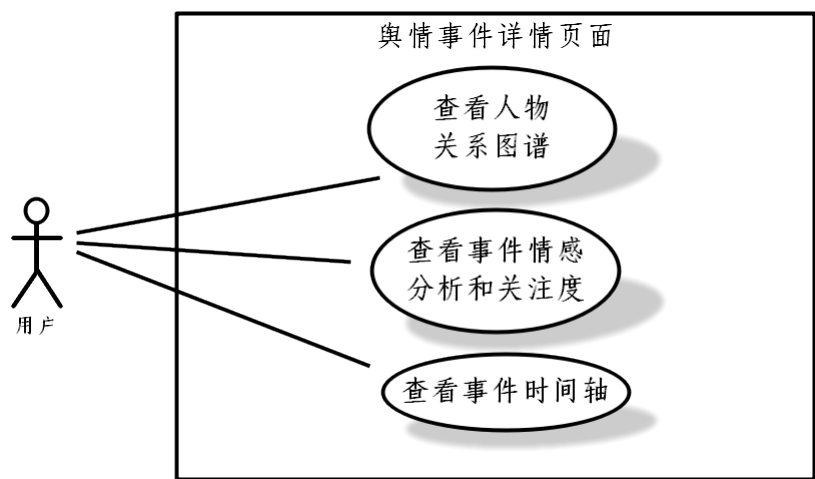 舆情事件详情页面
查看人物
关系图谱
查看事件情感
分析和关注度
用户
查看事件时间轴